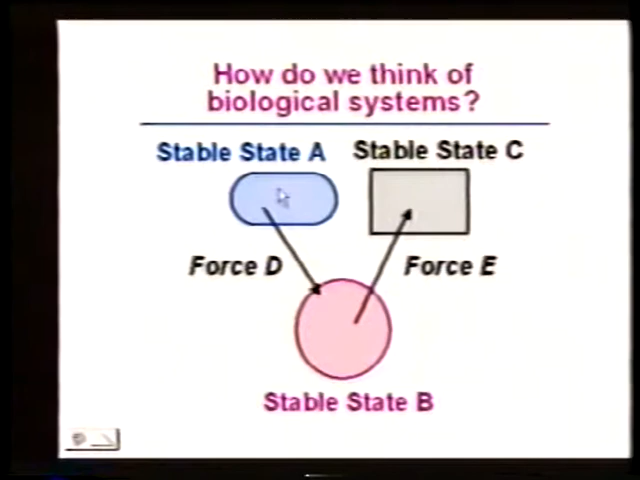 How do we think of
biological systems?
Stable State A
Stable State C
Force D
Force E
Stable State B